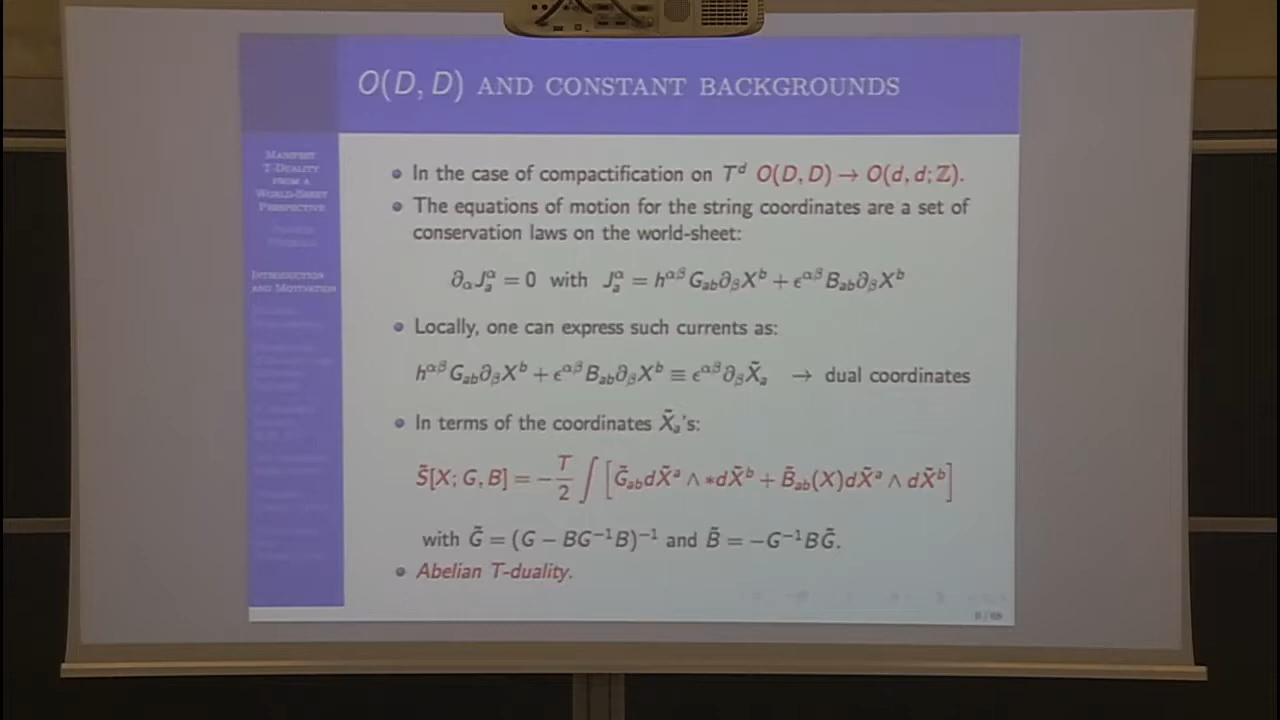 O(D, D) AND CONSTANT BACKGROUNDS
MANIFEST
T-DUALITY
FROM A
WORLD-SHEET
PERSPECTIVE
INTRODUCTION
AND MOTIVATION
• In the case of compactification on T^d O(D, D) → O(d, d; ℤ).
• The equations of motion for the string coordinates are a set of
conservation laws on the world-sheet:
∂_α J_a^α = 0 with J_a^α = h^{αβ} G_{ab} ∂_β X^b + ϵ^{αβ} B_{ab} ∂_β X^b
• Locally, one can express such currents as:
h^{αβ} G_{ab} ∂_β X^b + ϵ^{αβ} B_{ab} ∂_β X^b ≡ ϵ^{αβ} ∂_β X̃_a → dual coordinates
• In terms of the coordinates X̃_a's:
S̃[X; G, B] = −T/2 ∫ [G̃_{ab} dX̃^a ∧ *dX̃^b + B̃_{ab}(X) dX̃^a ∧ dX̃^b]
with G̃ = (G − BG^{−1}B)^{−1} and B̃ = −G^{−1}BG̃.
• Abelian T-duality.